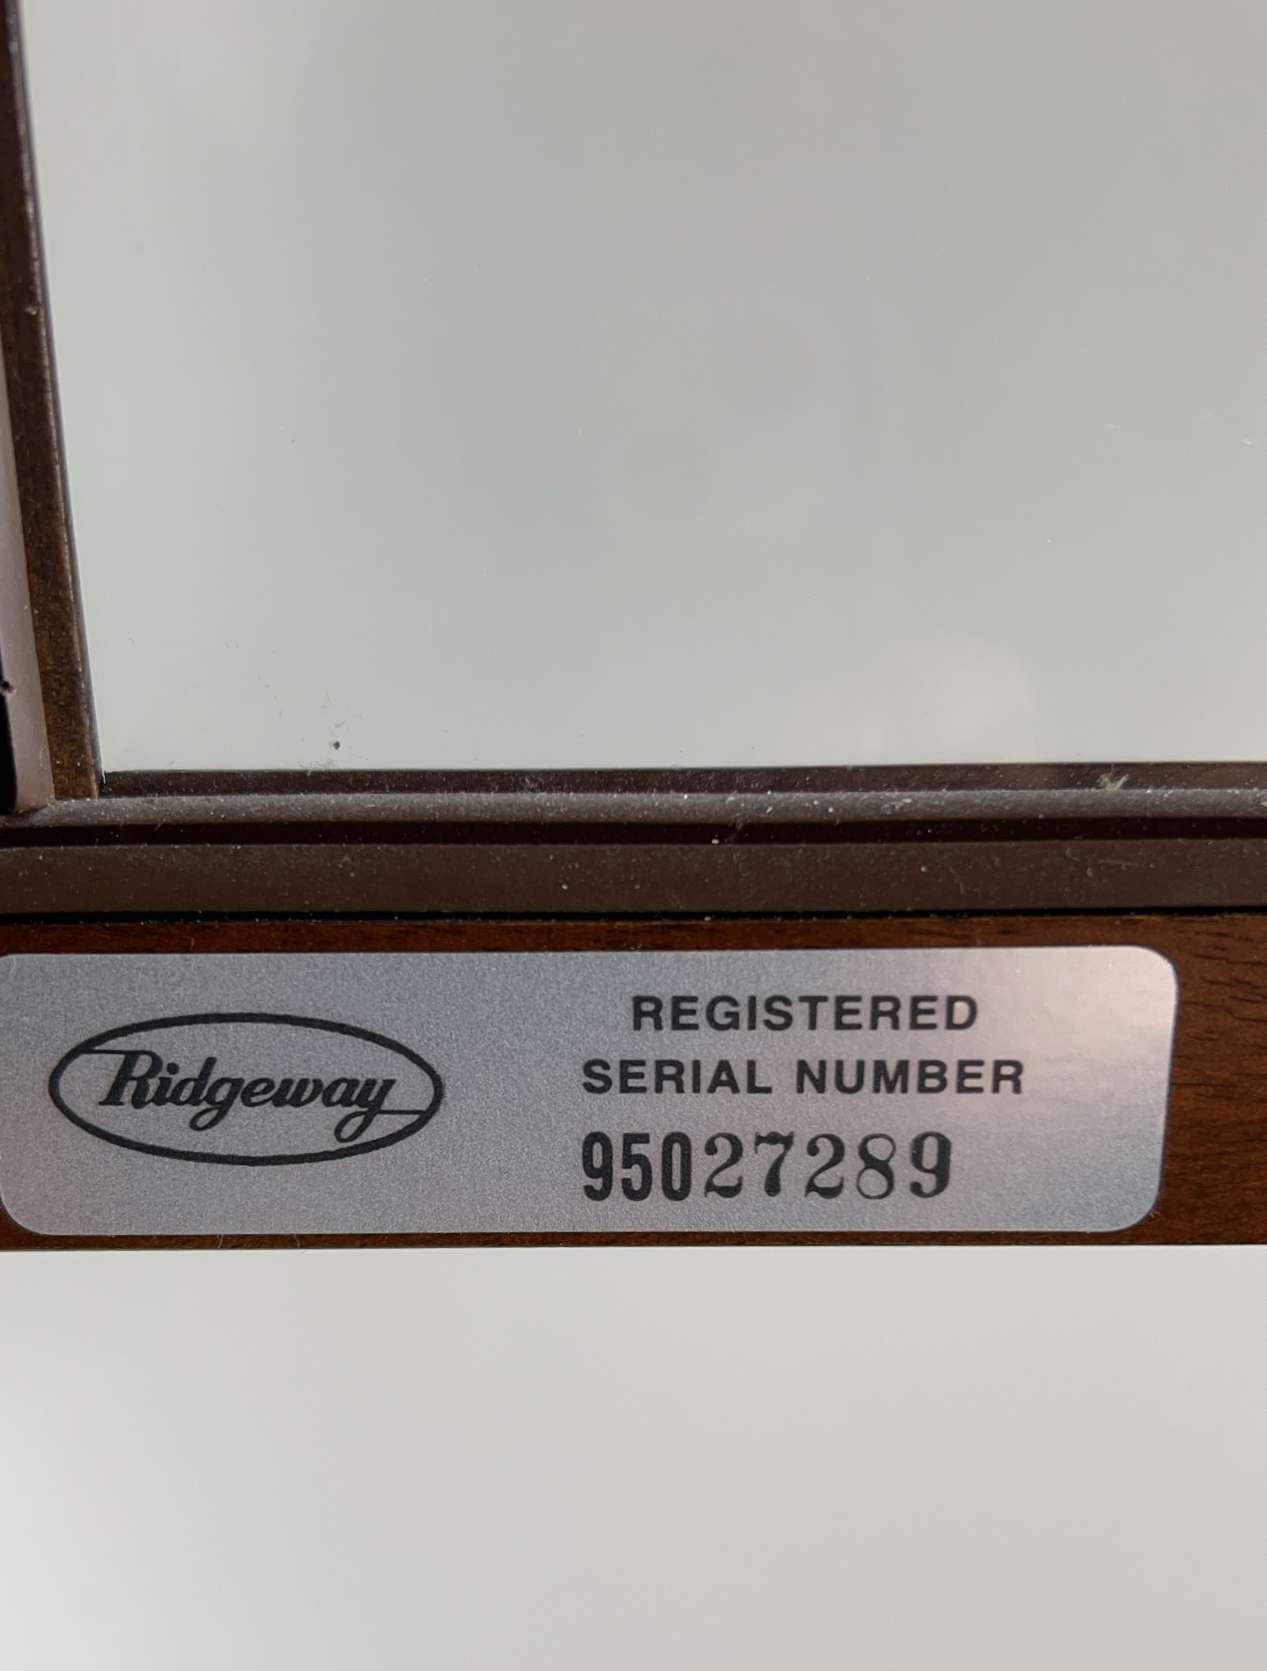 Ridgeway
REGISTERED
SERIAL NUMBER
95027289